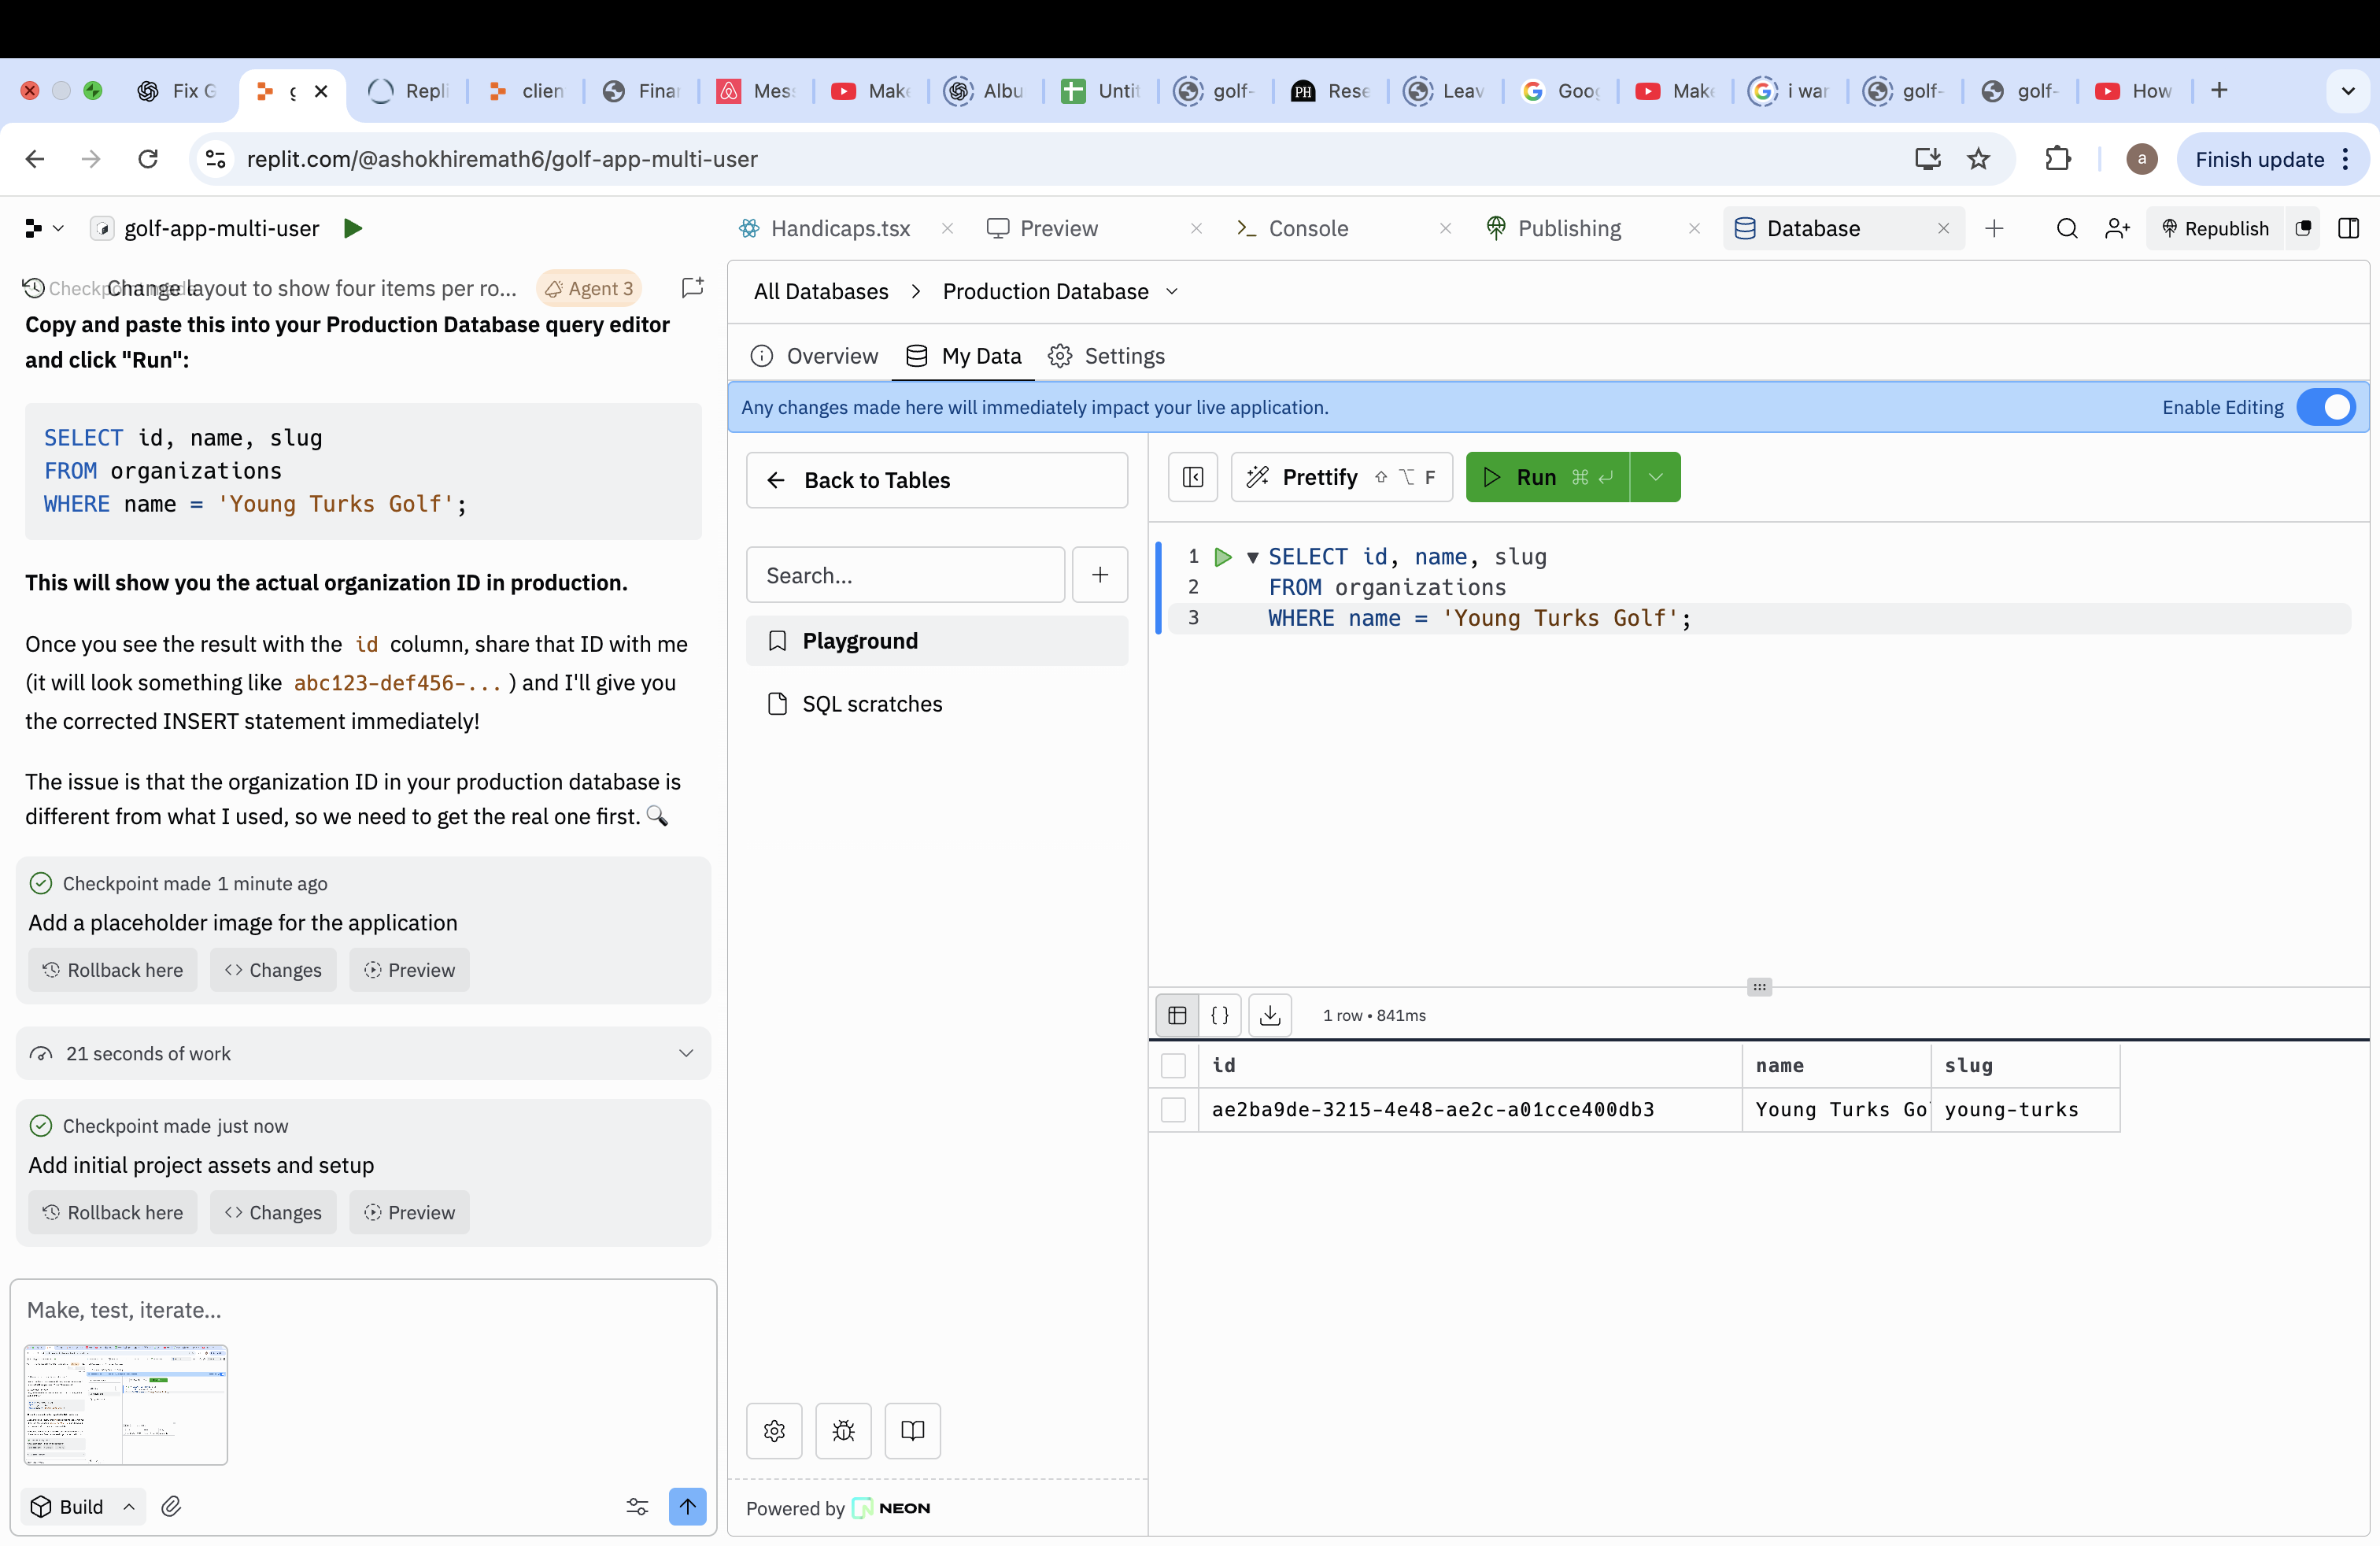 Fix G
g
Repli
clien
Finar
Mess
Make
Albu
Untit
golf-
PH
Rese
Leav
Goog
Make
i war
golf-
golf-
How
replit.com/@ashokhiremath6/golf-app-multi-user
a
Finish update
golf-app-multi-user
Handicaps.tsx
Preview
Console
Publishing
Database
Republish
Change layout to show four items per ro...
Agent 3
Copy and paste this into your Production Database query editor
and click "Run":
SELECT id, name, slug
FROM organizations
WHERE name = 'Young Turks Golf';
This will show you the actual organization ID in production.
Once you see the result with the id column, share that ID with me
(it will look something like abc123-def456-... ) and I'll give you
the corrected INSERT statement immediately!
The issue is that the organization ID in your production database is
different from what I used, so we need to get the real one first. 🔍
Checkpoint made 1 minute ago
Add a placeholder image for the application
Rollback here
Changes
Preview
21 seconds of work
Checkpoint made just now
Add initial project assets and setup
Rollback here
Changes
Preview
Make, test, iterate...
Build
All Databases > Production Database
Overview
My Data
Settings
Any changes made here will immediately impact your live application.
Enable Editing
Back to Tables
Search...
Playground
SQL scratches
Powered by NEON
Prettify ⇧ ⌥ F
Run ⌘ ↵
1 SELECT id, name, slug
2 FROM organizations
3 WHERE name = 'Young Turks Golf';
1 row • 841ms
id name slug
ae2ba9de-3215-4e48-ae2c-a01cce400db3 Young Turks Go young-turks